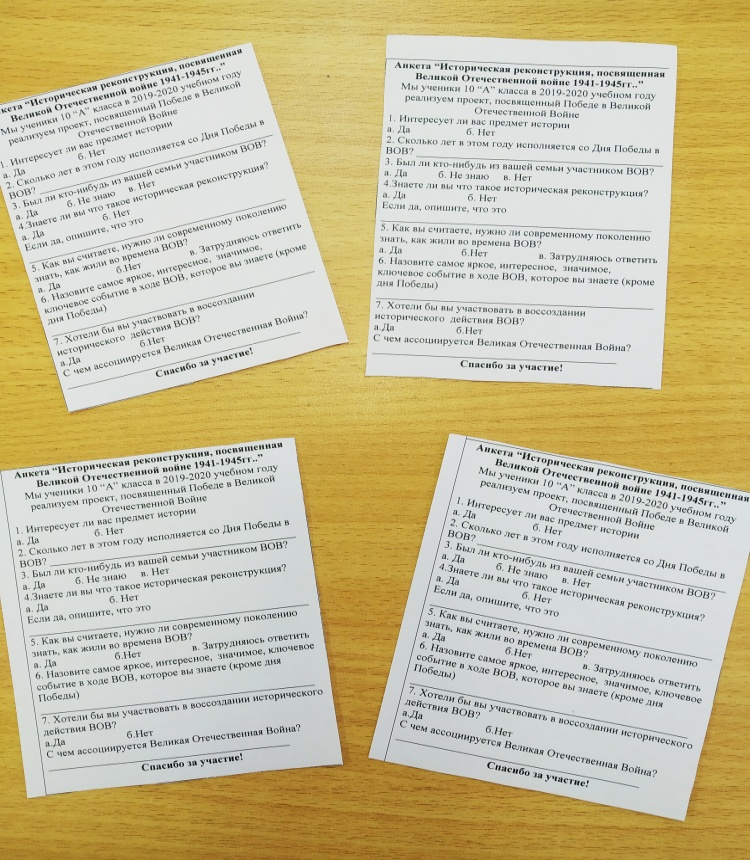 нкета “Историческая реконструкция, посвященная
Великой Отечественной войне 1941-1945гг..”
Мы ученики 10 “А” класса в 2019-2020 учебном году
реализуем проект, посвященный Победе в Великой
Отечественной Войне
1. Интересует ли вас предмет истории
а. Да б. Нет
2. Сколько лет в этом году исполняется со Дня Победы в
ВОВ?
3. Был ли кто-нибудь из вашей семьи участником ВОВ?
а. Да б. Не знаю в. Нет
4.Знаете ли вы что такое историческая реконструкция?
а. Да б. Нет
Если да, опишите, что это
5. Как вы считаете, нужно ли современному поколению
знать, как жили во времена ВОВ?
а. Да б.Нет в. Затрудняюсь ответить
6. Назовите самое яркое, интересное, значимое,
ключевое событие в ходе ВОВ, которое вы знаете (кроме
дня Победы)
7. Хотели бы вы участвовать в воссоздании
исторического действия ВОВ?
а.Да б.Нет
С чем ассоциируется Великая Отечественная Война?
Спасибо за участие!
Анкета “Историческая реконструкция, посвященная
Великой Отечественной войне 1941-1945гг..”
Мы ученики 10 “А” класса в 2019-2020 учебном году
реализуем проект, посвященный Победе в Великой
Отечественной Войне
1. Интересует ли вас предмет истории
а. Да б. Нет
2. Сколько лет в этом году исполняется со Дня Победы в
ВОВ?
3. Был ли кто-нибудь из вашей семьи участником ВОВ?
а. Да б. Не знаю в. Нет
4.Знаете ли вы что такое историческая реконструкция?
а. Да б. Нет
Если да, опишите, что это
5. Как вы считаете, нужно ли современному поколению
знать, как жили во времена ВОВ?
а. Да б.Нет в. Затрудняюсь ответить
6. Назовите самое яркое, интересное, значимое,
ключевое событие в ходе ВОВ, которое вы знаете (кроме
дня Победы)
7. Хотели бы вы участвовать в воссоздании
исторического действия ВОВ?
а.Да б.Нет
С чем ассоциируется Великая Отечественная Война?
Спасибо за участие!
Анкета “Историческая реконструкция, посвященная
Великой Отечественной войне 1941-1945гг..”
Мы ученики 10 “А” класса в 2019-2020 учебном году
реализуем проект, посвященный Победе в Великой
Отечественной Войне
1. Интересует ли вас предмет истории
а. Да б. Нет
2. Сколько лет в этом году исполняется со Дня Победы в
ВОВ?
3. Был ли кто-нибудь из вашей семьи участником ВОВ?
а. Да б. Не знаю в. Нет
4.Знаете ли вы что такое историческая реконструкция?
а. Да б. Нет
Если да, опишите, что это
5. Как вы считаете, нужно ли современному поколению
знать, как жили во времена ВОВ?
а. Да б.Нет в. Затрудняюсь ответить
6. Назовите самое яркое, интересное, значимое, ключевое
событие в ходе ВОВ, которое вы знаете (кроме дня
Победы)
7. Хотели бы вы участвовать в воссоздании исторического
действия ВОВ?
а.Да б.Нет
С чем ассоциируется Великая Отечественная Война?
Спасибо за участие!
Анкета “Историческая реконструкция, посвященная
Великой Отечественной войне 1941-1945гг..”
Мы ученики 10 “А” класса в 2019-2020 учебном году
реализуем проект, посвященный Победе в Великой
Отечественной Войне
1. Интересует ли вас предмет истории
а. Да б. Нет
2. Сколько лет в этом году исполняется со Дня Победы в
ВОВ?
3. Был ли кто-нибудь из вашей семьи участником ВОВ?
а. Да б. Не знаю в. Нет
4.Знаете ли вы что такое историческая реконструкция?
а. Да б. Нет
Если да, опишите, что это
5. Как вы считаете, нужно ли современному поколению
знать, как жили во времена ВОВ?
а. Да б.Нет в. Затрудняюсь ответить
6. Назовите самое яркое, интересное, значимое, ключевое
событие в ходе ВОВ, которое вы знаете (кроме дня
Победы)
7. Хотели бы вы участвовать в воссоздании исторического
действия ВОВ?
а.Да б.Нет
С чем ассоциируется Великая Отечественная Война?
Спасибо за участие!